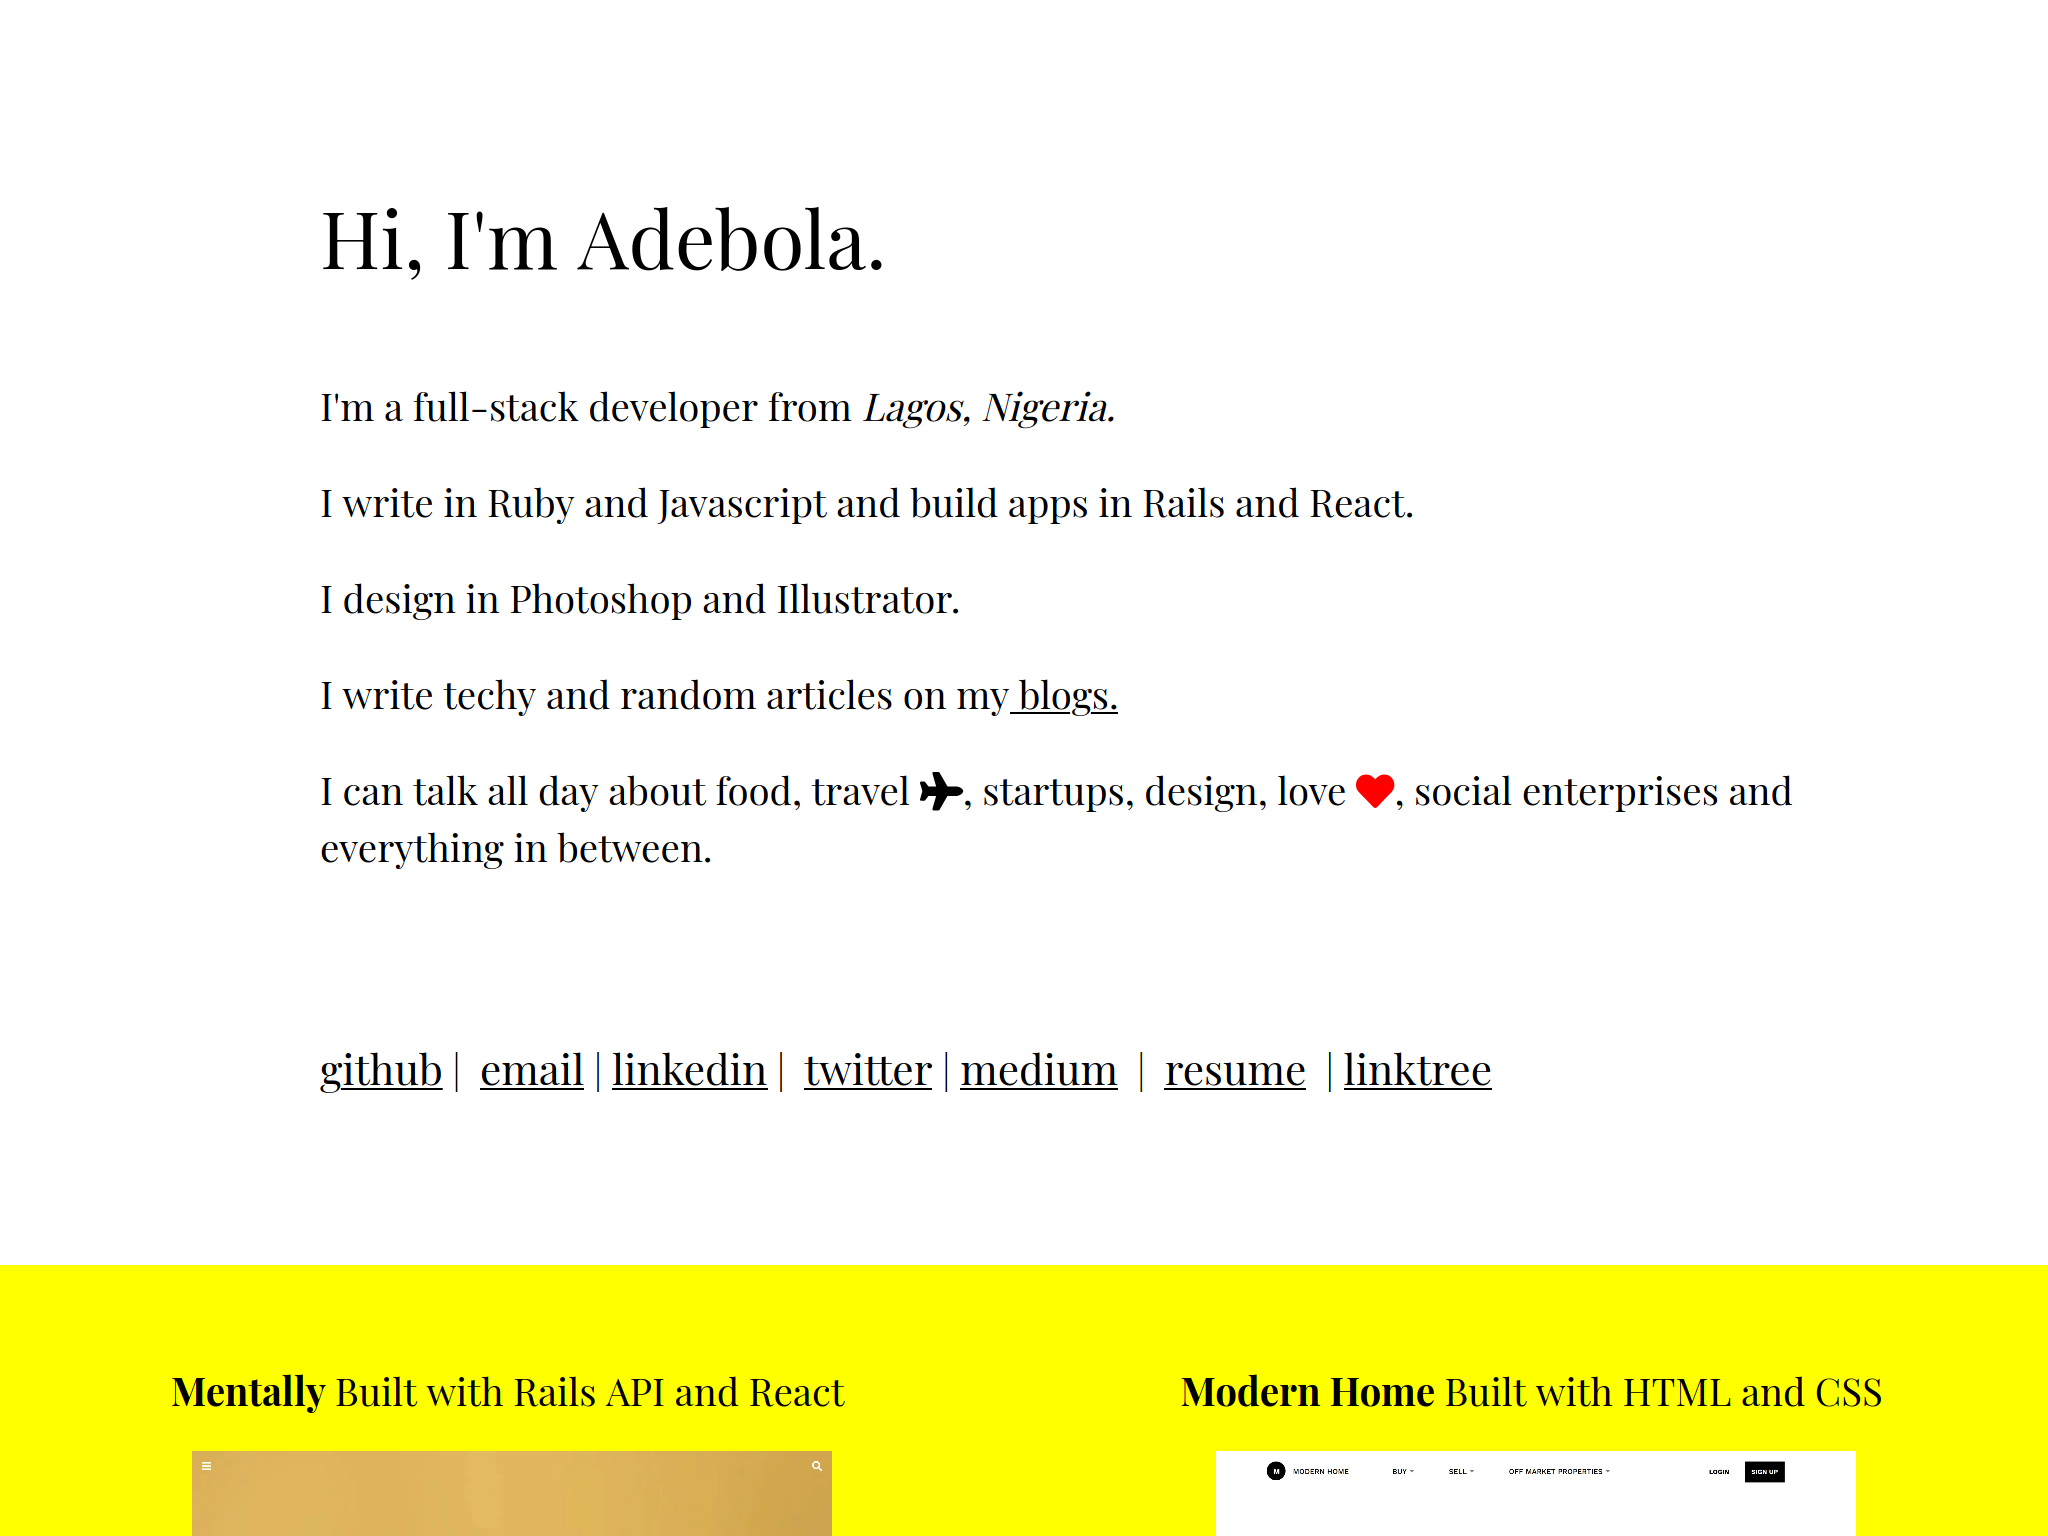 Hi, I'm Adebola.
I'm a full-stack developer from Lagos, Nigeria.
I write in Ruby and Javascript and build apps in Rails and React.
I design in Photoshop and Illustrator.
I write techy and random articles on my blogs.
I can talk all day about food, travel , startups, design, love , social enterprises and
everything in between.
github | email | linkedin | twitter | medium | resume | linktree
Mentally Built with Rails API and React
Modern Home Built with HTML and CSS
M MODERN HOME BUY SELL OFF MARKET PROPERTIES LOGIN SIGN UP